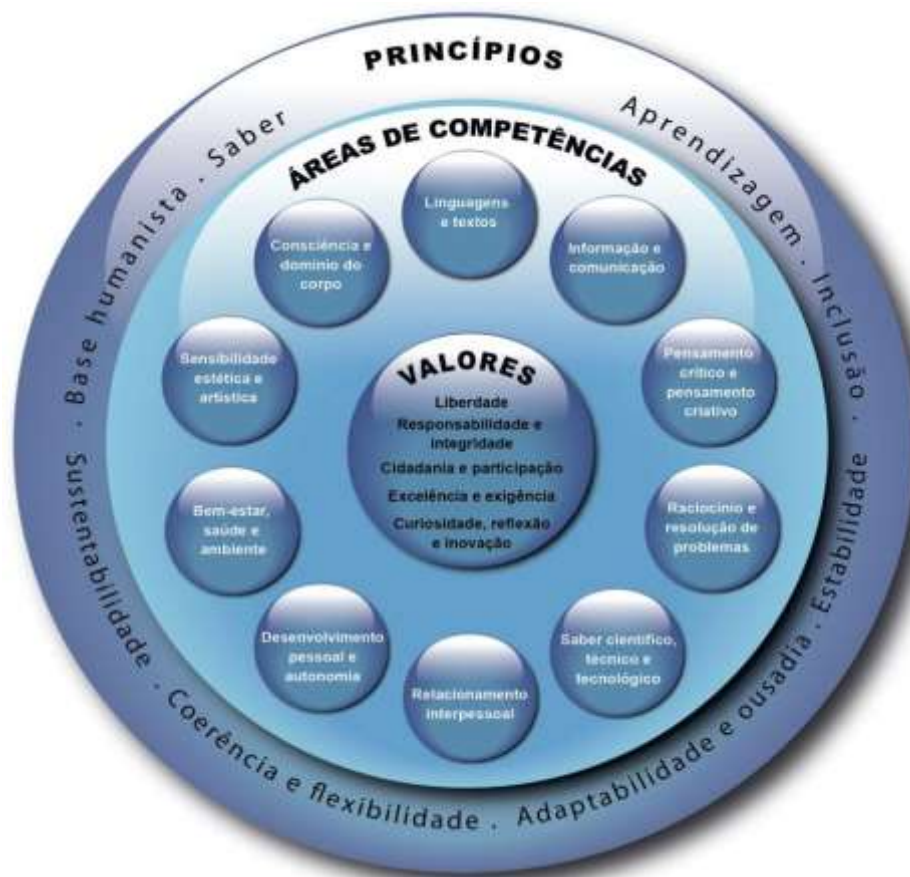 PRINCÍPIOS
Base humanista . Saber
Aprendizagem . Inclusão .
Estabilidade
Adaptabilidade e ousadia .
Coerência e flexibilidade .
Sustentabilidade .
ÁREAS DE COMPETÊNCIAS
Linguagens
e textos
Informação e
comunicação
Pensamento
crítico e
pensamento
criativo
Raciocínio e
resolução de
problemas
Saber científico,
técnico e
tecnológico
Relacionamento
interpessoal
Desenvolvimento
pessoal e
autonomia
Bem-estar,
saúde e
ambiente
Sensibilidade
estética e
artística
Consciência e
domínio do
corpo
VALORES
Liberdade
Responsabilidade e
integridade
Cidadania e participação
Excelência e exigência
Curiosidade, reflexão
e inovação